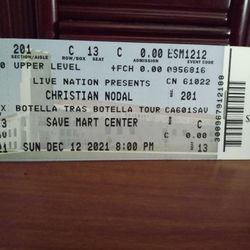 201 C 13 C 0.00 ESM1212
SECTION/AISLE ROW/BOX SEAT ADMISSION EVENT CODE
UPPER LEVEL +FCH 0.00 0956816
LIVE NATION PRESENTS CN 61022
CHRISTIAN NODAL 201
BOTELLA TRAS BOTELLA TOUR CA601SAV
SAVE MART CENTER C
SUN DEC 12 2021 8:00 PM 13